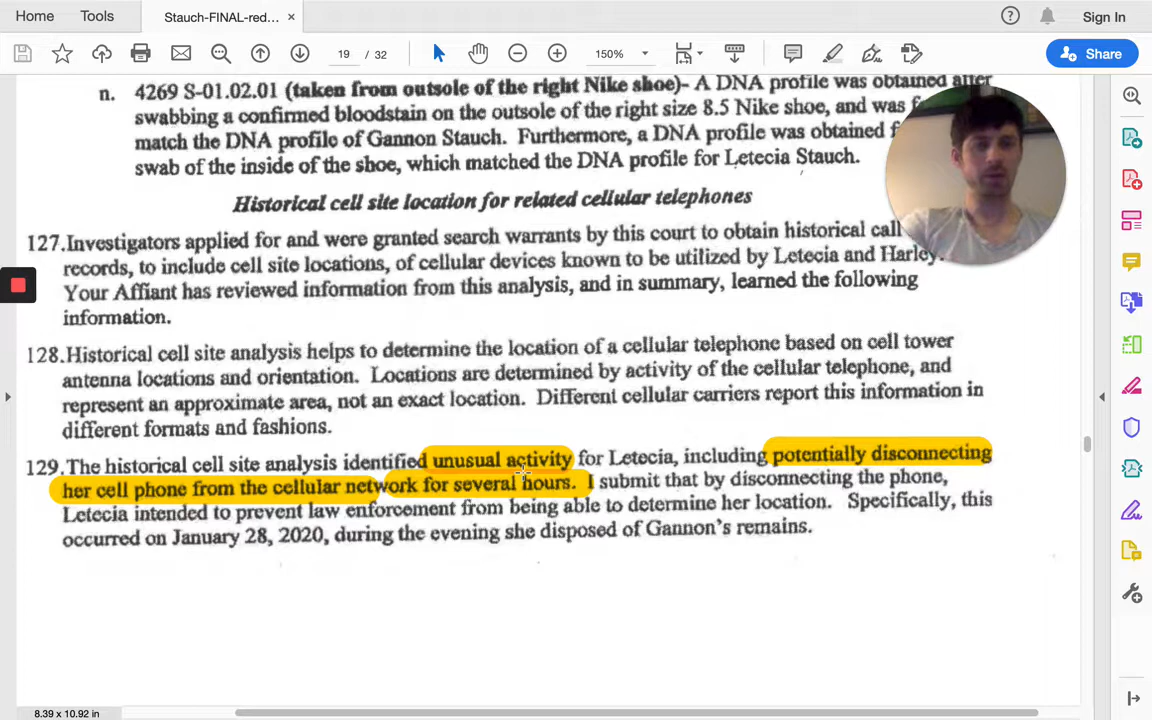 Home Tools Stauch-FINAL-red... × Sign In
19 / 32 150% Share
n. 4269 S-01.02.01 (taken from outsole of the right Nike shoe)- A DNA profile was obtained after
swabbing a confirmed bloodstain on the outsole of the right size 8.5 Nike shoe, and was
match the DNA profile of Gannon Stauch. Furthermore, a DNA profile was obtained
swab of the inside of the shoe, which matched the DNA profile for Letecia Stauch.
Historical cell site location for related cellular telephones
127.Investigators applied for and were granted search warrants by this court to obtain historical call
records, to include cell site locations, of cellular devices known to be utilized by Letecia and Harley.
Your Affiant has reviewed information from this analysis, and in summary, learned the following
information.
128.Historical cell site analysis helps to determine the location of a cellular telephone based on cell tower
antenna locations and orientation. Locations are determined by activity of the cellular telephone, and
represent an approximate area, not an exact location. Different cellular carriers report this information in
different formats and fashions.
129.The historical cell site analysis identified unusual activity for Letecia, including potentially disconnecting
her cell phone from the cellular network for several hours. I submit that by disconnecting the phone,
Letecia intended to prevent law enforcement from being able to determine her location. Specifically, this
occurred on January 28, 2020, during the evening she disposed of Gannon's remains.
8.39 x 10.92 in